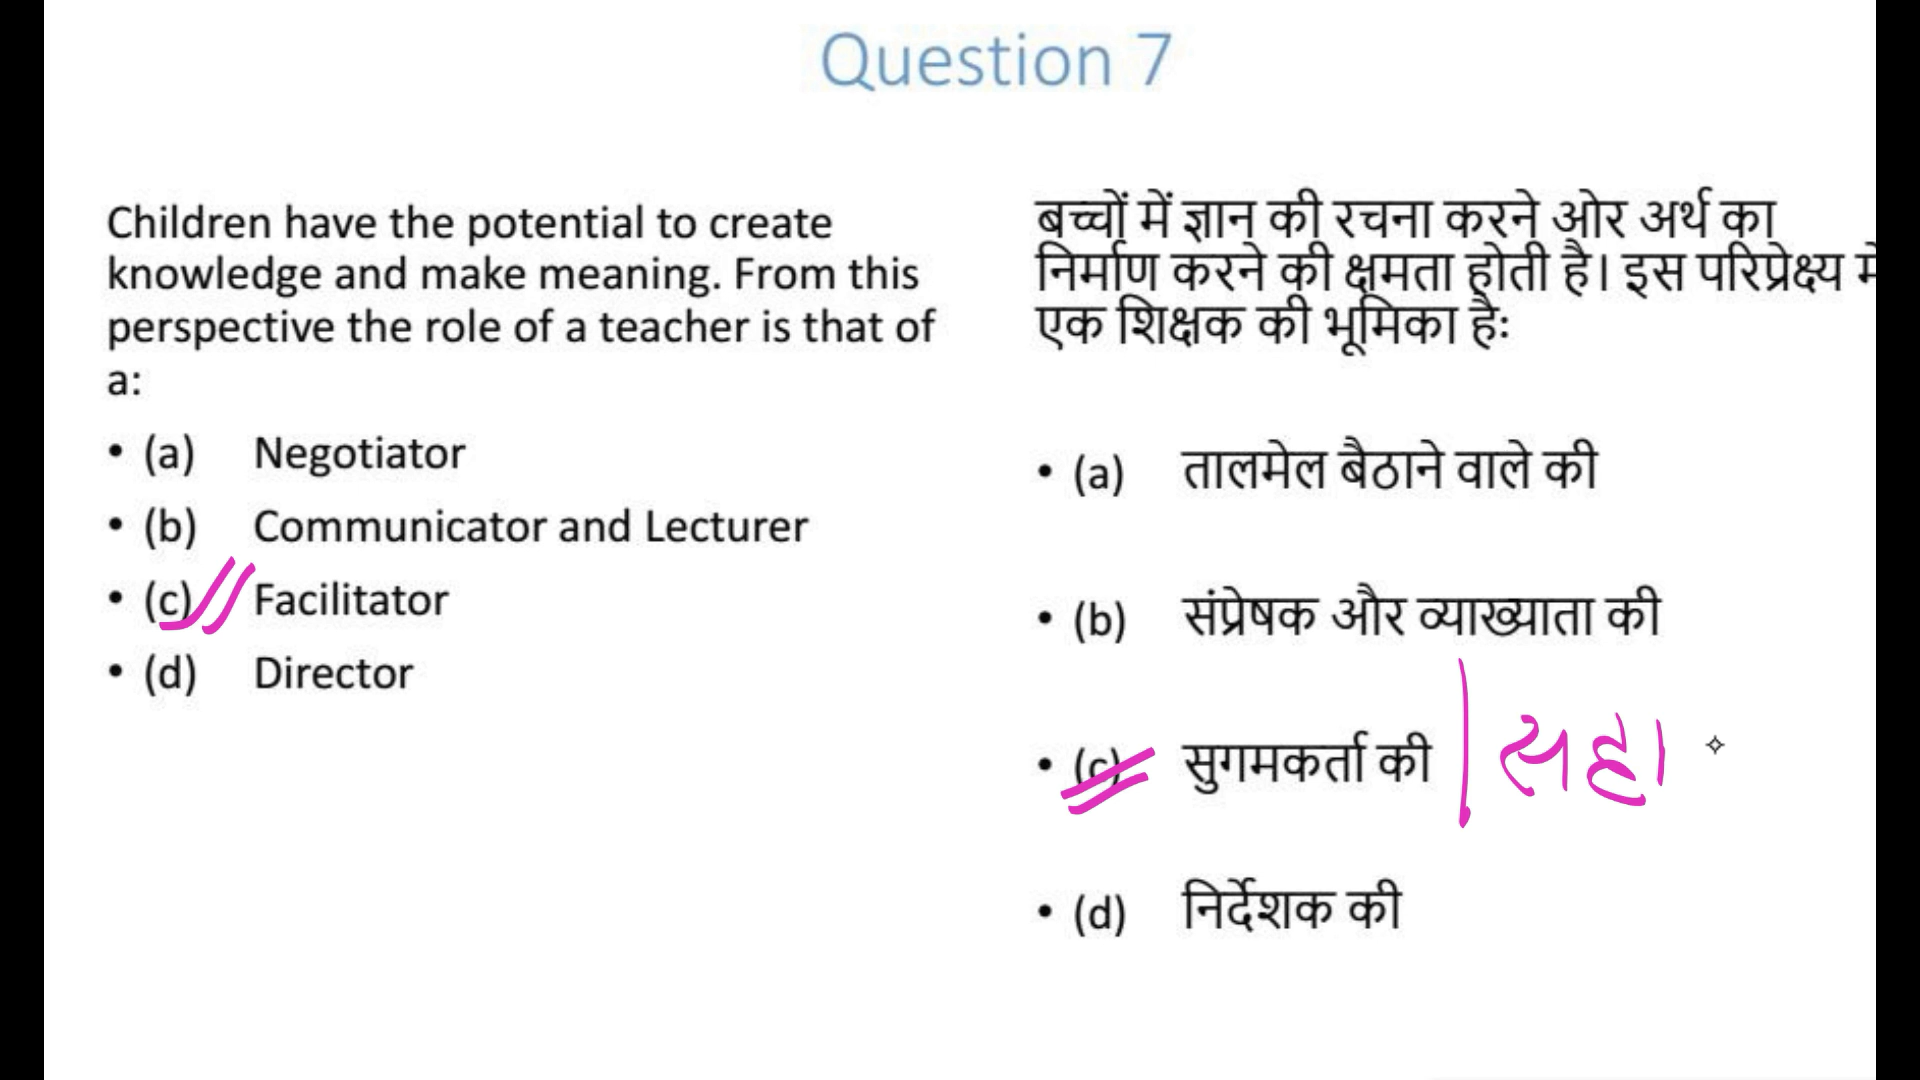 Question 7
Children have the potential to create
knowledge and make meaning. From this
perspective the role of a teacher is that of
a:
• (a) Negotiator
• (b) Communicator and Lecturer
• (c) Facilitator
• (d) Director
बच्चों में ज्ञान की रचना करने ओर अर्थ का
निर्माण करने की क्षमता होती है। इस परिप्रेक्ष्य में
एक शिक्षक की भूमिका हैः
• (a) तालमेल बैठाने वाले की
• (b) संप्रेषक और व्याख्याता की
• (c) सुगमकर्ता की | सहा
• (d) निर्देशक की